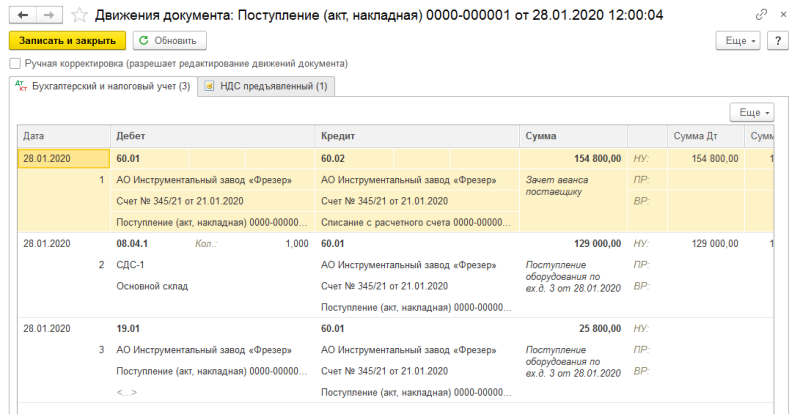 Движения документа: Поступление (акт, накладная) 0000-000001 от 28.01.2020 12:00:04
Записать и закрыть Обновить Еще ?
Ручная корректировка (разрешает редактирование движений документа)
Дт Кт Бухгалтерский и налоговый учет (3) НДС предъявленный (1)
Еще
Дата Дебет Кредит Сумма Сумма Дт Сумм
28.01.2020 60.01 60.02 154 800,00 НУ: 154 800,00 1
1 АО Инструментальный завод «Фрезер» АО Инструментальный завод «Фрезер» Зачет аванса ПР:
поставщику
Счет № 345/21 от 21.01.2020 Счет № 345/21 от 21.01.2020 ВР:
Поступление (акт, накладная) 0000-00000... Списание с расчетного счета 0000-00000...
28.01.2020 08.04.1 Кол.: 1,000 60.01 129 000,00 НУ: 129 000,00 1
2 СДС-1 АО Инструментальный завод «Фрезер» Поступление ПР:
оборудования по
Основной склад Счет № 345/21 от 21.01.2020 вх.д. 3 от 28.01.2020 ВР:
Поступление (акт, накладная) 0000-00000...
28.01.2020 19.01 60.01 25 800,00 НУ:
3 АО Инструментальный завод «Фрезер» АО Инструментальный завод «Фрезер» Поступление ПР:
оборудования по
Поступление (акт, накладная) 0000-00000... Счет № 345/21 от 21.01.2020 вх.д. 3 от 28.01.2020 ВР:
<...> Поступление (акт, накладная) 0000-00000...